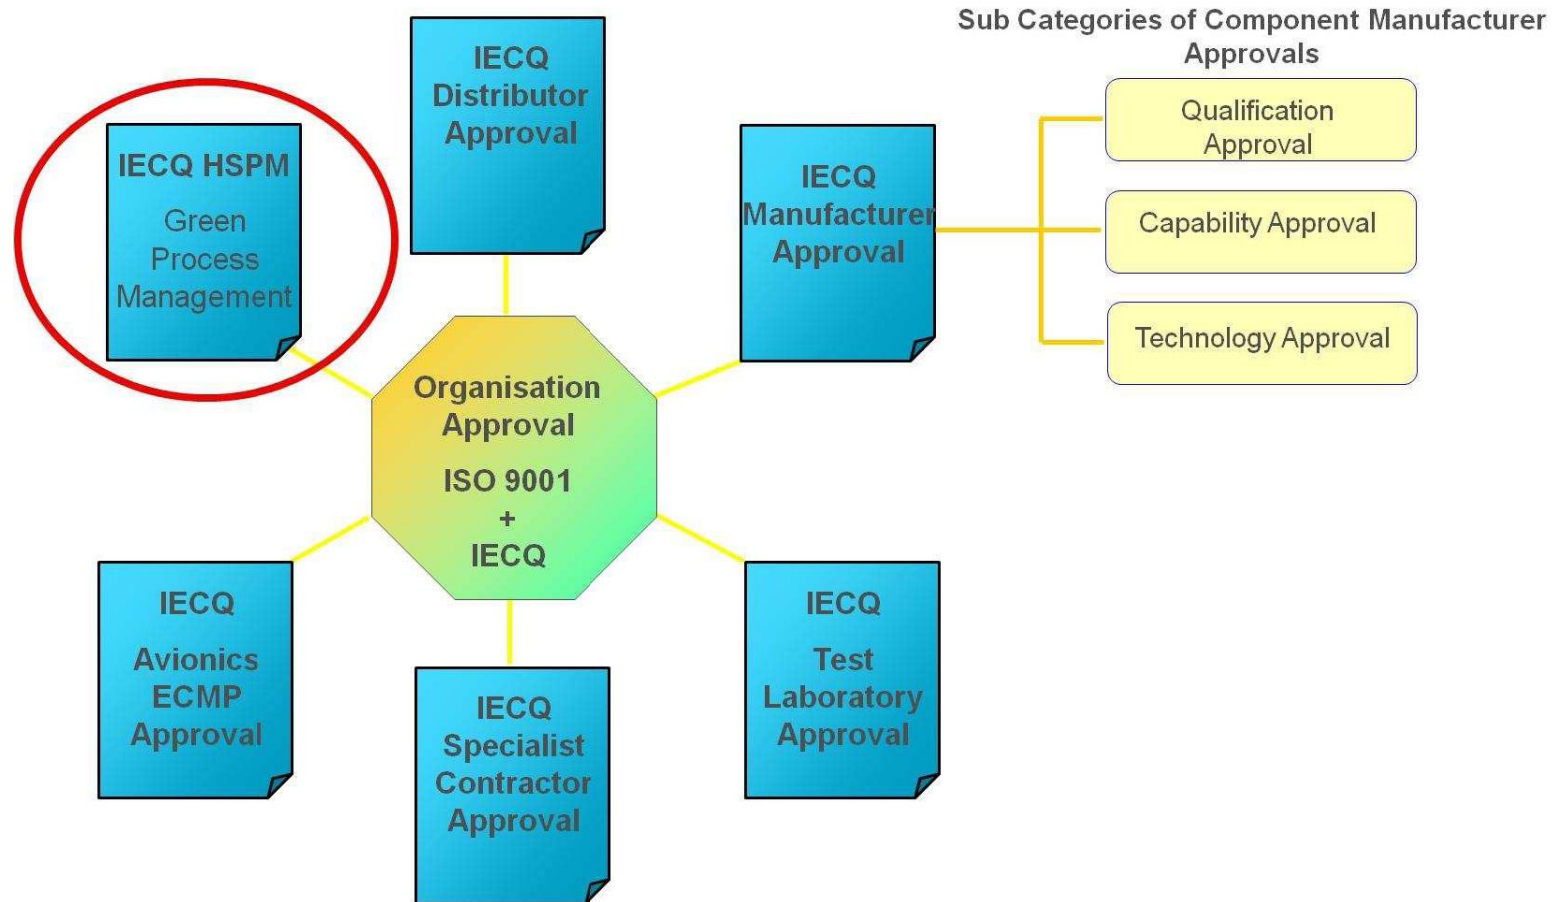 Sub Categories of Component Manufacturer
Approvals
IECQ
Distributor
Approval
IECQ HSPM
Green
Process
Management
IECQ
Manufacturer
Approval
Qualification
Approval
Capability Approval
Technology Approval
Organisation
Approval
ISO 9001
+
IECQ
IECQ
Avionics
ECMP
Approval
IECQ
Specialist
Contractor
Approval
IECQ
Test
Laboratory
Approval